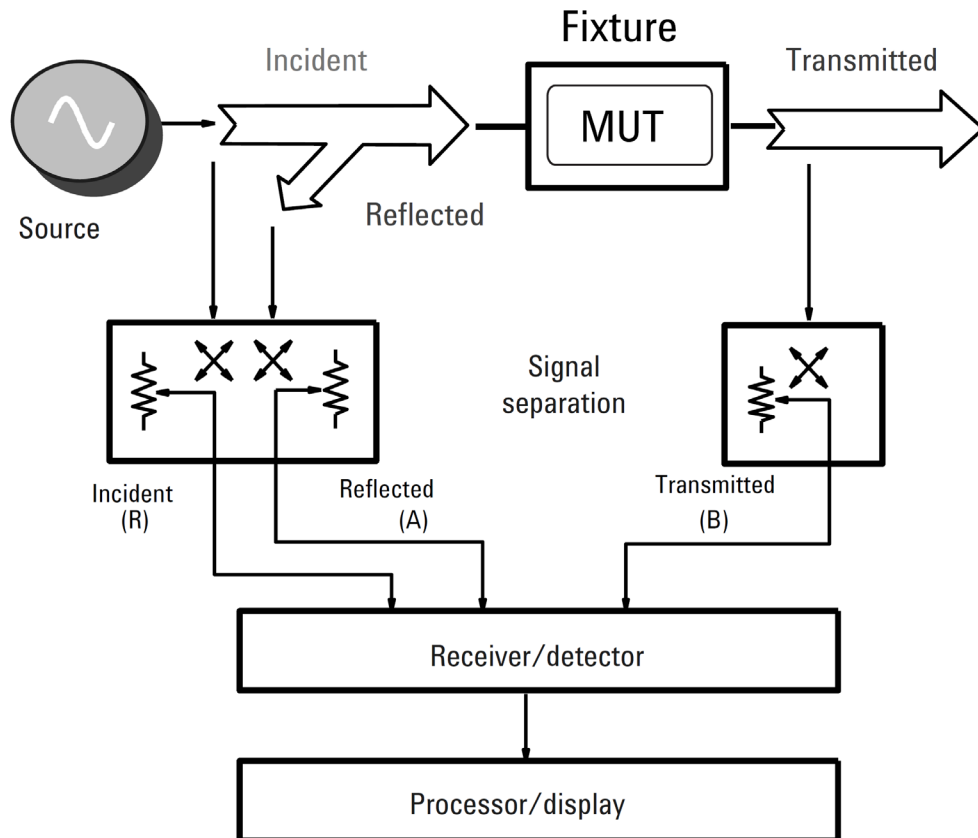 Fixture
Incident
Transmitted
MUT
Source
Reflected
Signal
separation
Incident
(R)
Reflected
(A)
Transmitted
(B)
Receiver/detector
Processor/display